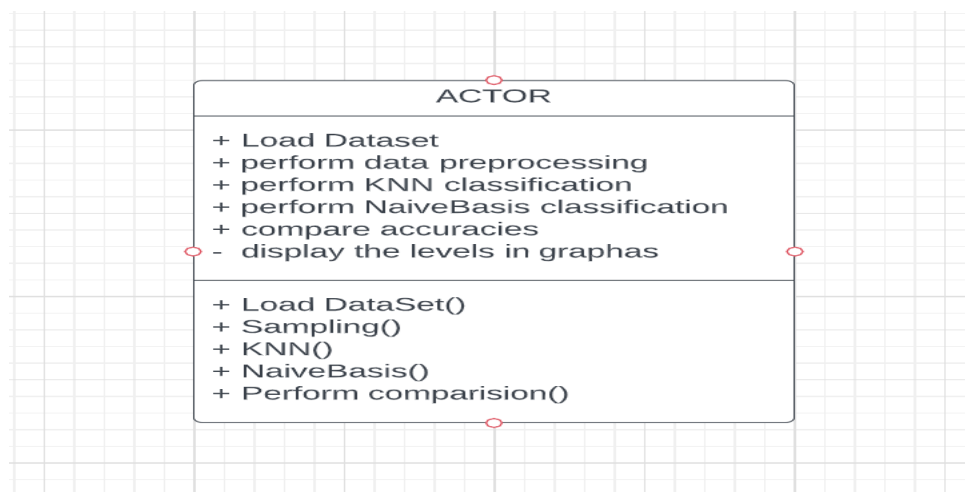 ACTOR
+ Load Dataset
+ perform data preprocessing
+ perform KNN classification
+ perform NaiveBasis classification
+ compare accuracies
- display the levels in graphas
+ Load DataSet()
+ Sampling()
+ KNN()
+ NaiveBasis()
+ Perform comparision()